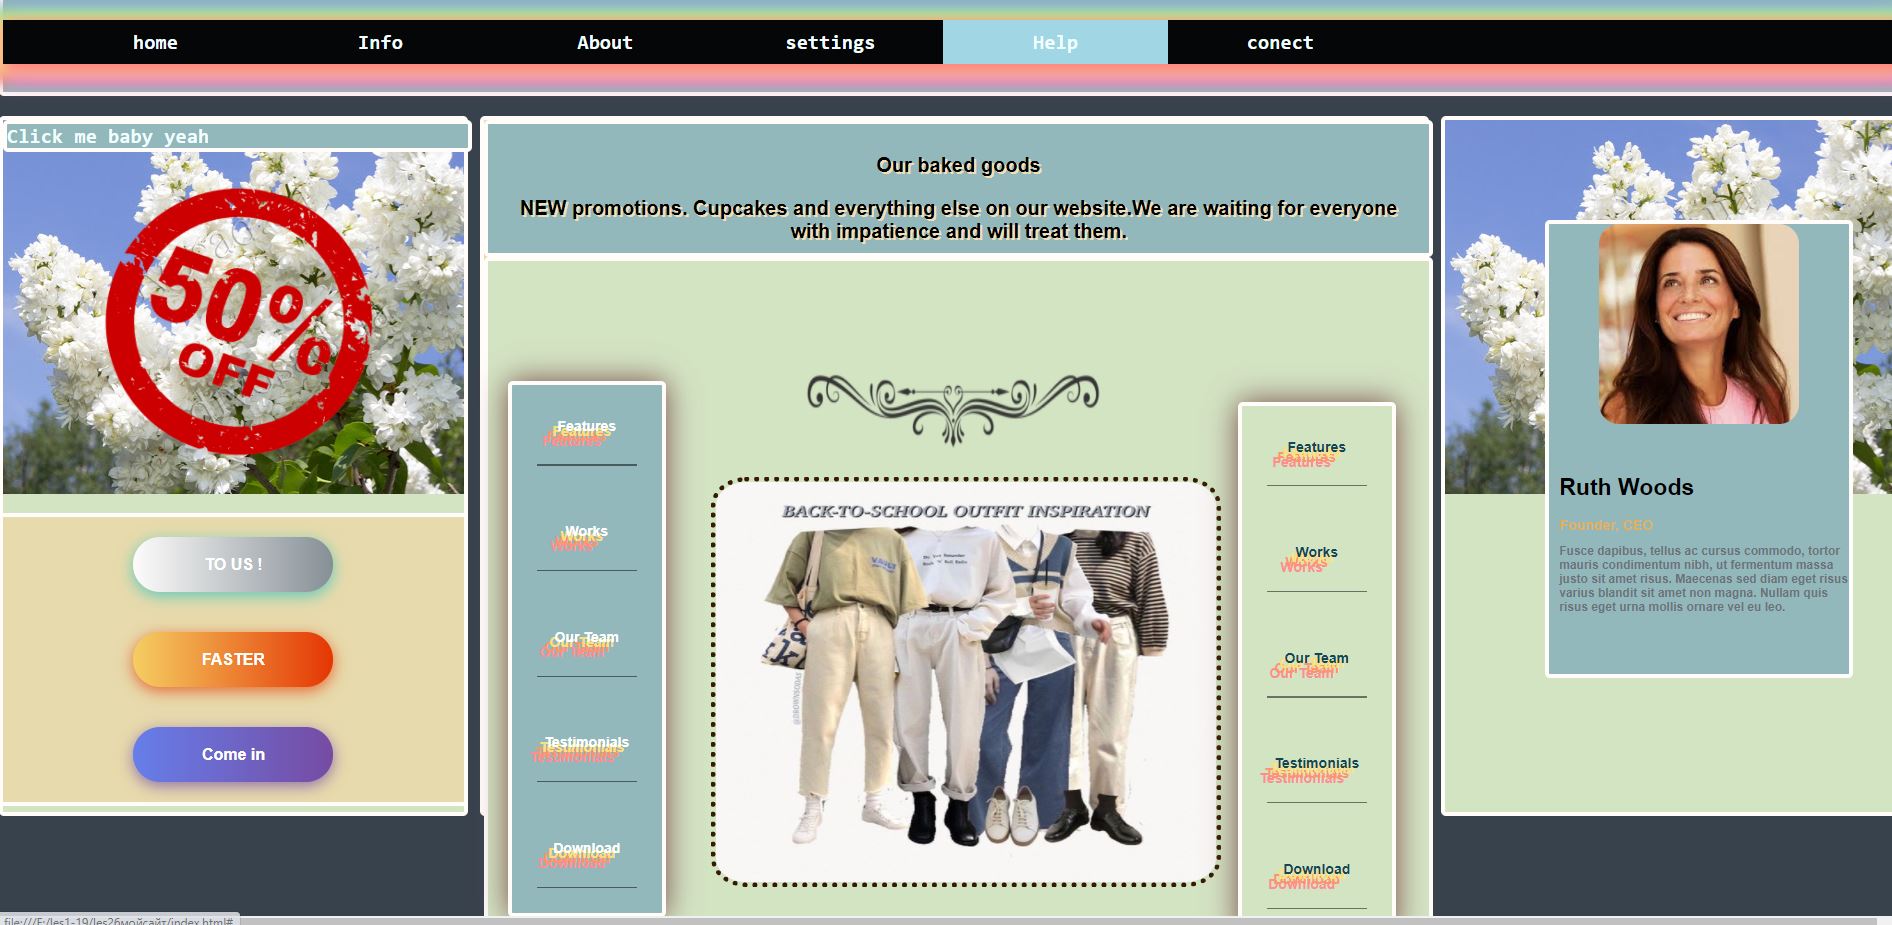 home Info About settings Help conect
Click me baby yeah
50%
OFF
TO US !
FASTER
Come in
Our baked goods
NEW promotions. Cupcakes and everything else on our website.We are waiting for everyone
with impatience and will treat them.
Features
Works
Our Team
Testimonials
Download
BACK-TO-SCHOOL OUTFIT INSPIRATION
VAULT
@BROWNSODAS
Features
Works
Our Team
Testimonials
Download
Ruth Woods
Founder, CEO
Fusce dapibus, tellus ac cursus commodo, tortor
mauris condimentum nibh, ut fermentum massa
justo sit amet risus. Maecenas sed diam eget risus
varius blandit sit amet non magna. Nullam quis
risus eget urna mollis ornare vel eu leo.
file:///F:/les1-19/les26мойсайт/index.html#